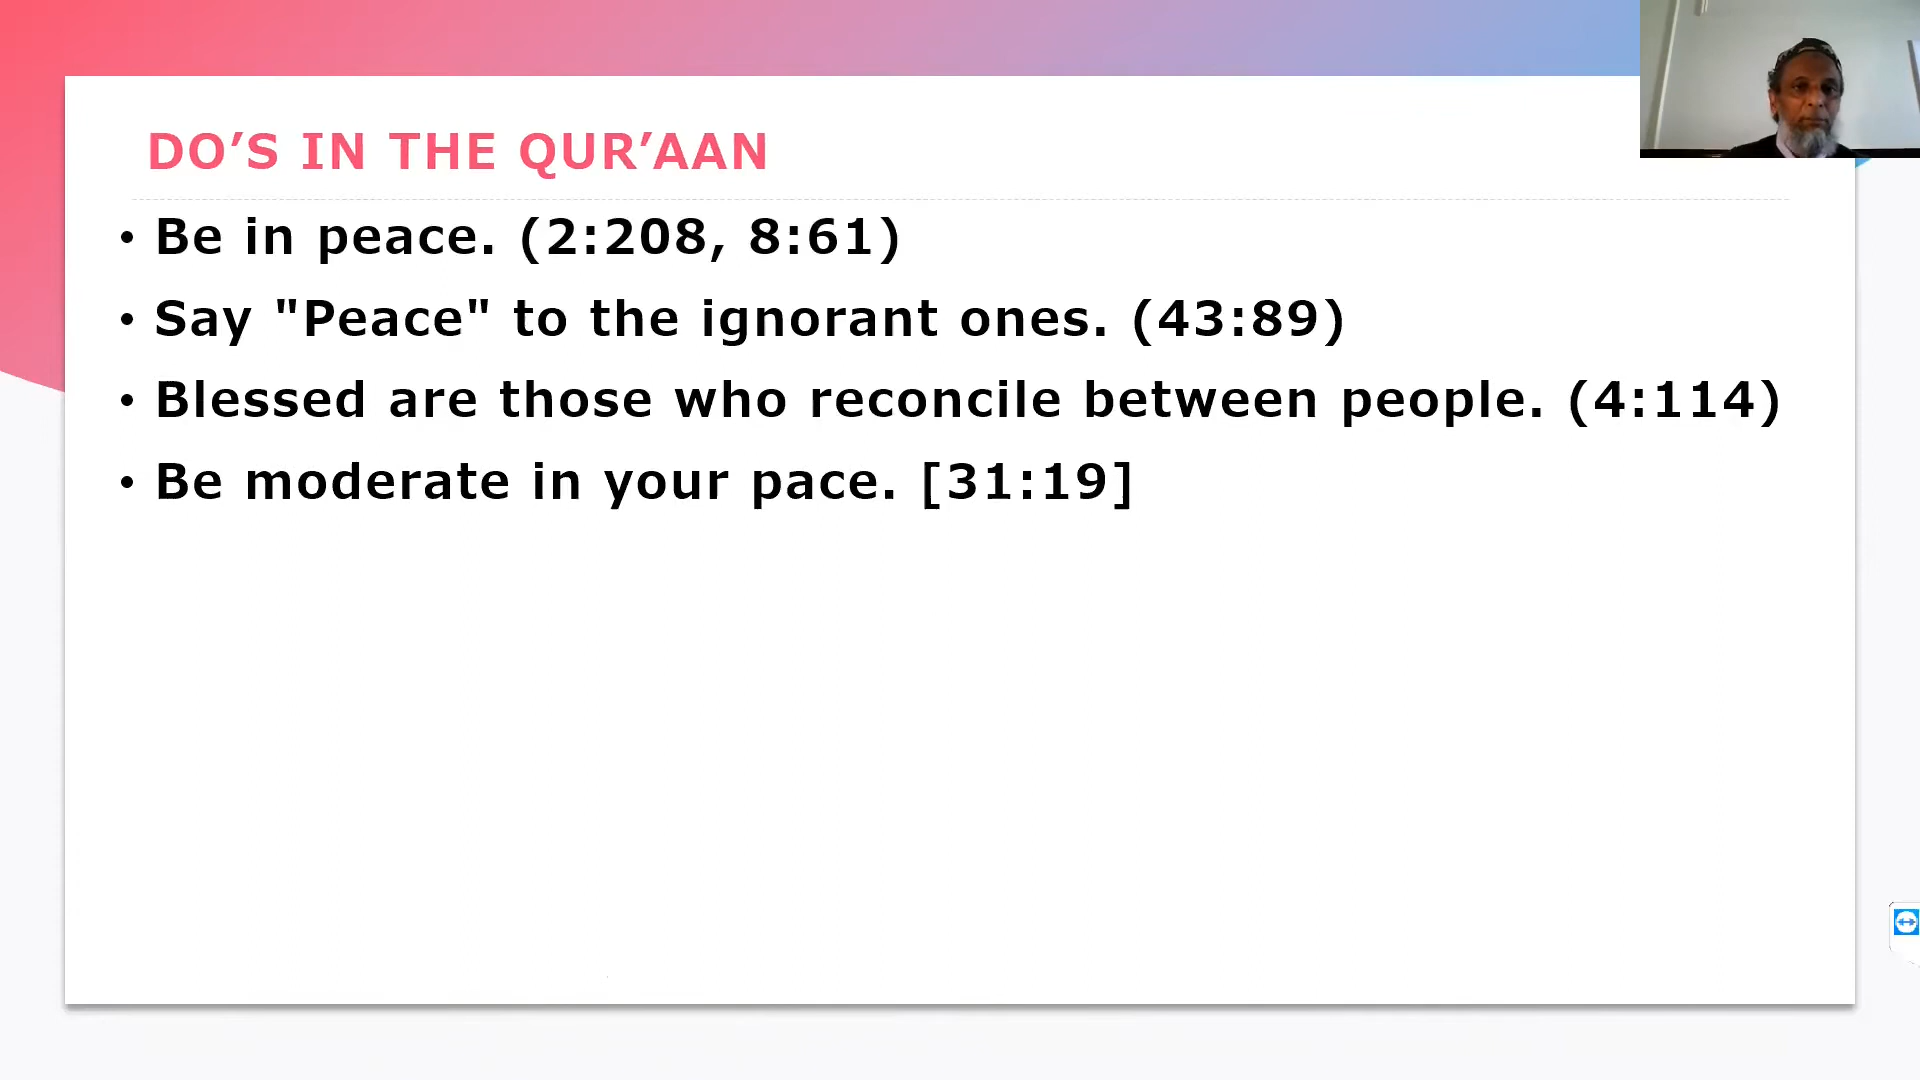 DO’S IN THE QUR’AAN
• Be in peace. (2:208, 8:61)
• Say "Peace" to the ignorant ones. (43:89)
• Blessed are those who reconcile between people. (4:114)
• Be moderate in your pace. [31:19]